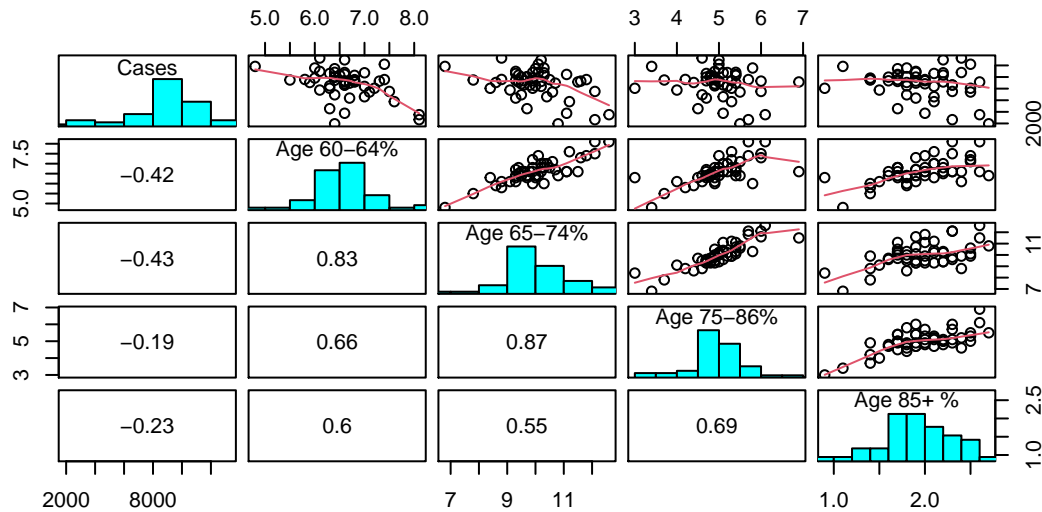 5.0 6.0 7.0 8.0 3 4 5 6 7
Cases
2000
Age 60−64%
−0.42
5.0 7.5
Age 65−74%
−0.43 0.83
7 11
Age 75−86%
−0.19 0.66 0.87
3 5 7
Age 85+ %
−0.23 0.6 0.55 0.69
1.0 2.5
2000 8000 7 9 11 1.0 2.0